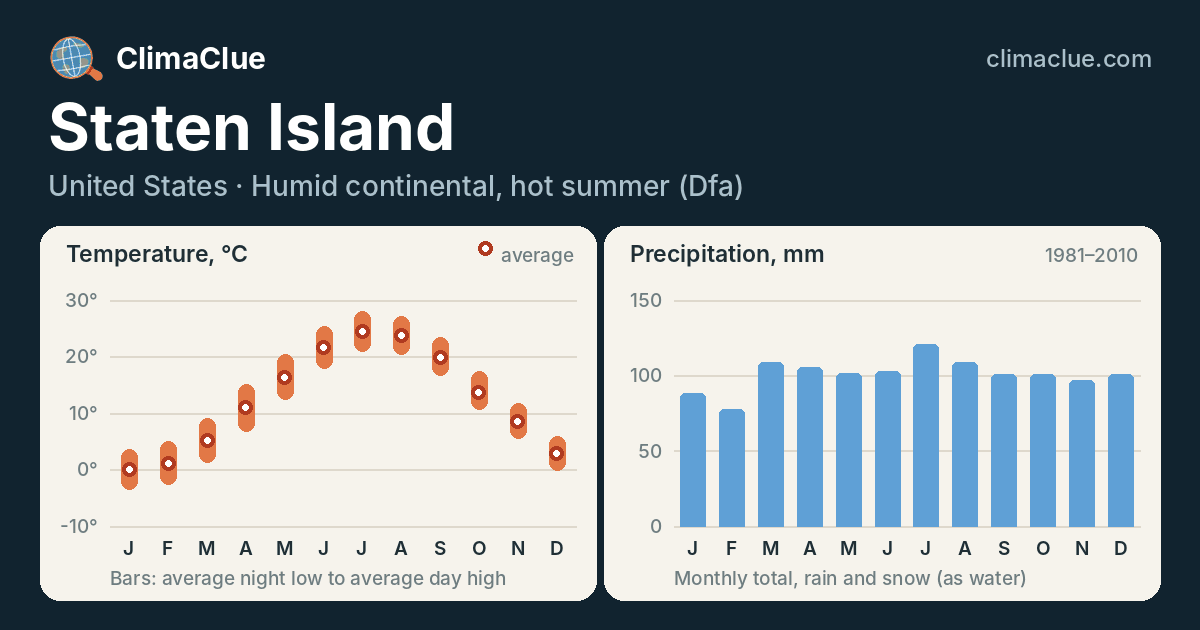 ClimaClue
climaclue.com
Staten Island
United States · Humid continental, hot summer (Dfa)
Temperature, °C
average
30°
20°
10°
0°
-10°
J F M A M J J A S O N D
Bars: average night low to average day high
Precipitation, mm
1981–2010
150
100
50
0
J F M A M J J A S O N D
Monthly total, rain and snow (as water)